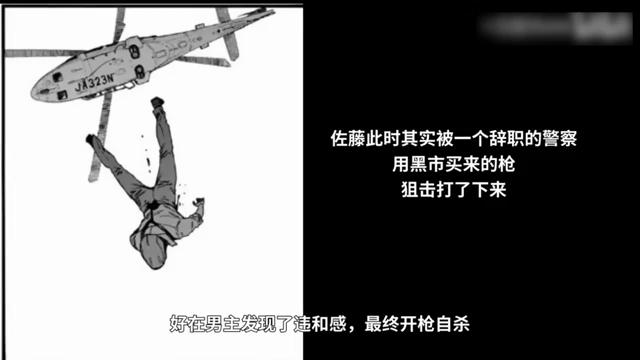 JA323N
佐藤此时其实被一个辞职的警察
用黑市买来的枪
狙击打了下来
好在男主发现了违和感，最终开枪自杀